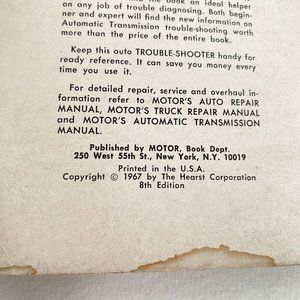 the book an ideal helper
on any job of trouble diagnosing. Both begin-
ner and expert will find the new information on
Automatic Transmission trouble-shooting worth
more than the price of the entire book.
Keep this auto TROUBLE-SHOOTER handy for
ready reference. It can save you money every
time you use it.
For detailed repair, service and overhaul in-
formation refer to MOTOR'S AUTO REPAIR
MANUAL, MOTOR'S TRUCK REPAIR MANUAL
and MOTOR'S AUTOMATIC TRANSMISSION
MANUAL.
Published by MOTOR, Book Dept.
250 West 55th St., New York, N.Y. 10019
Printed in the U.S.A.
Copyright © 1967 by The Hearst Corporation
8th Edition